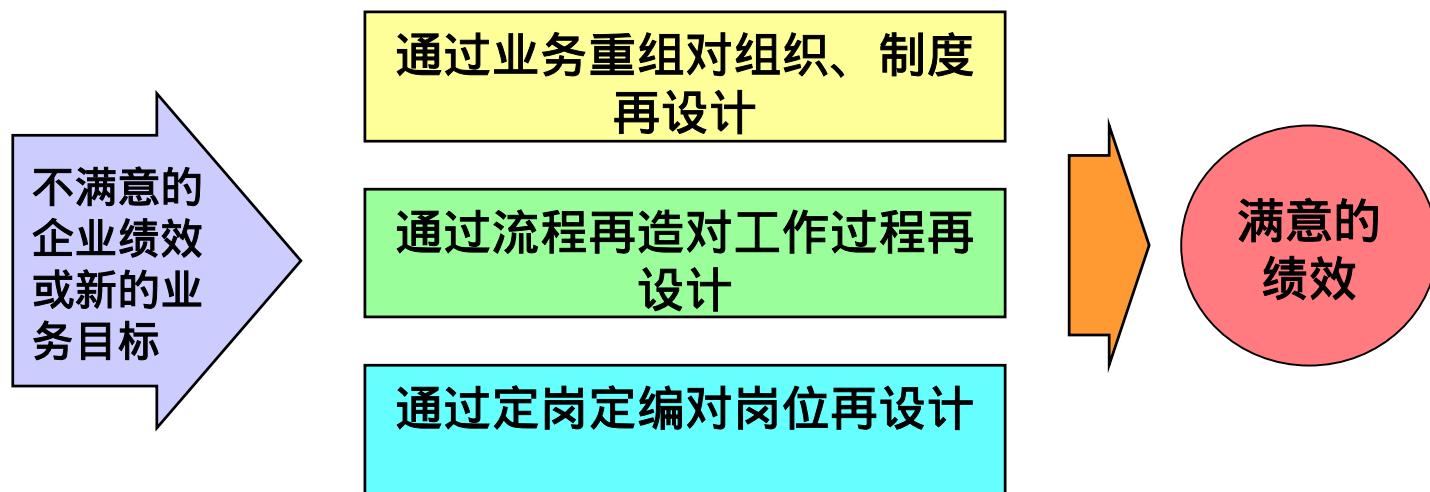 不满意的
企业绩效
或新的业
务目标
通过业务重组对组织、制度
再设计
通过流程再造对工作过程再
设计
通过定岗定编对岗位再设计
满意的
绩效